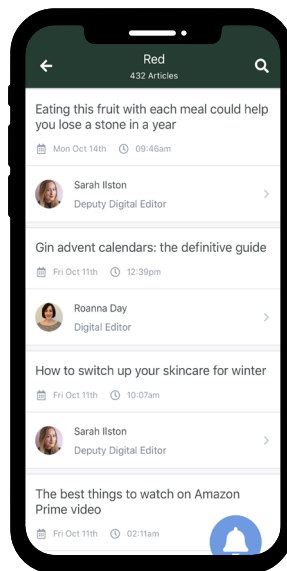 Red
432 Articles
Eating this fruit with each meal could help
you lose a stone in a year
Mon Oct 14th 09:46am
Sarah Ilston
Deputy Digital Editor
Gin advent calendars: the definitive guide
Fri Oct 11th 12:39pm
Roanna Day
Digital Editor
How to switch up your skincare for winter
Fri Oct 11th 10:07am
Sarah Ilston
Deputy Digital Editor
The best things to watch on Amazon
Prime video
Fri Oct 11th 02:11am